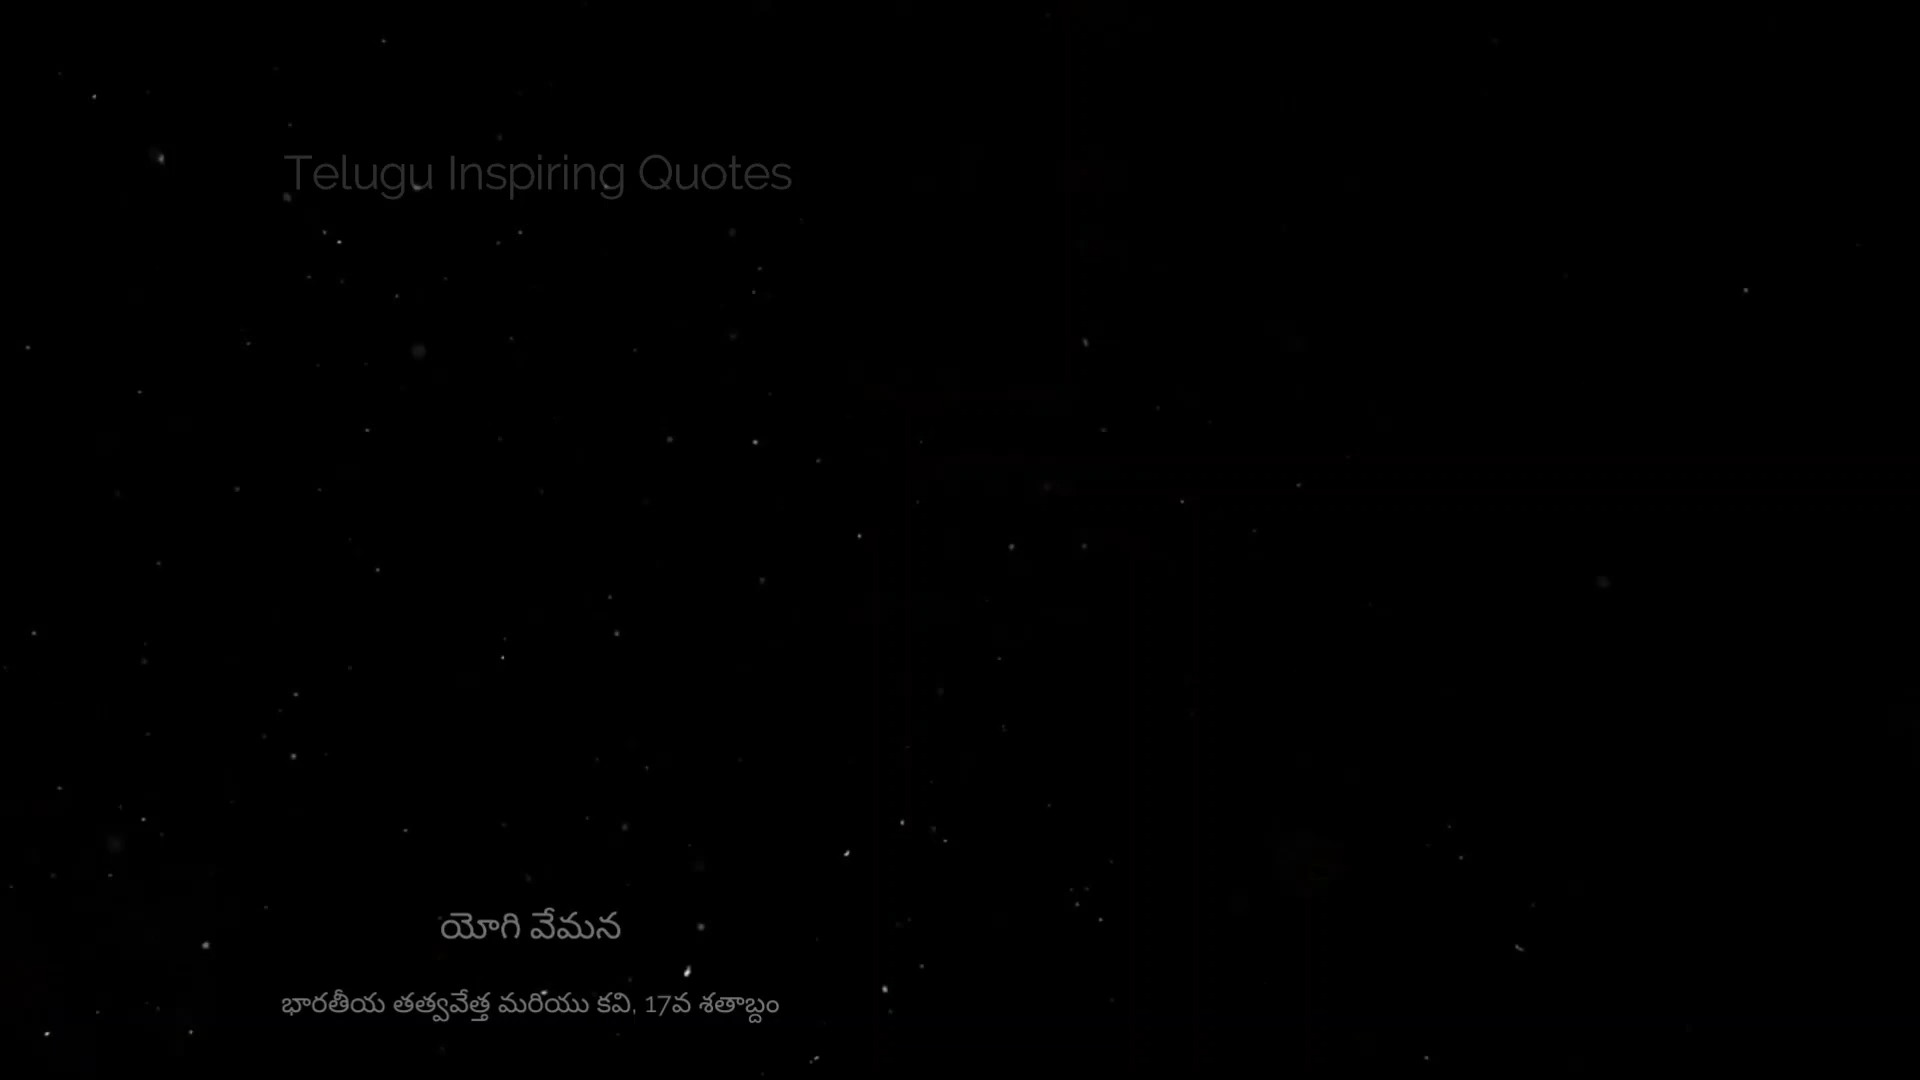 Telugu Inspiring Quotes
యోగి వేమన
భారతీయ తత్వవేత్త మరియు కవి, 17వ శతాబ్దం